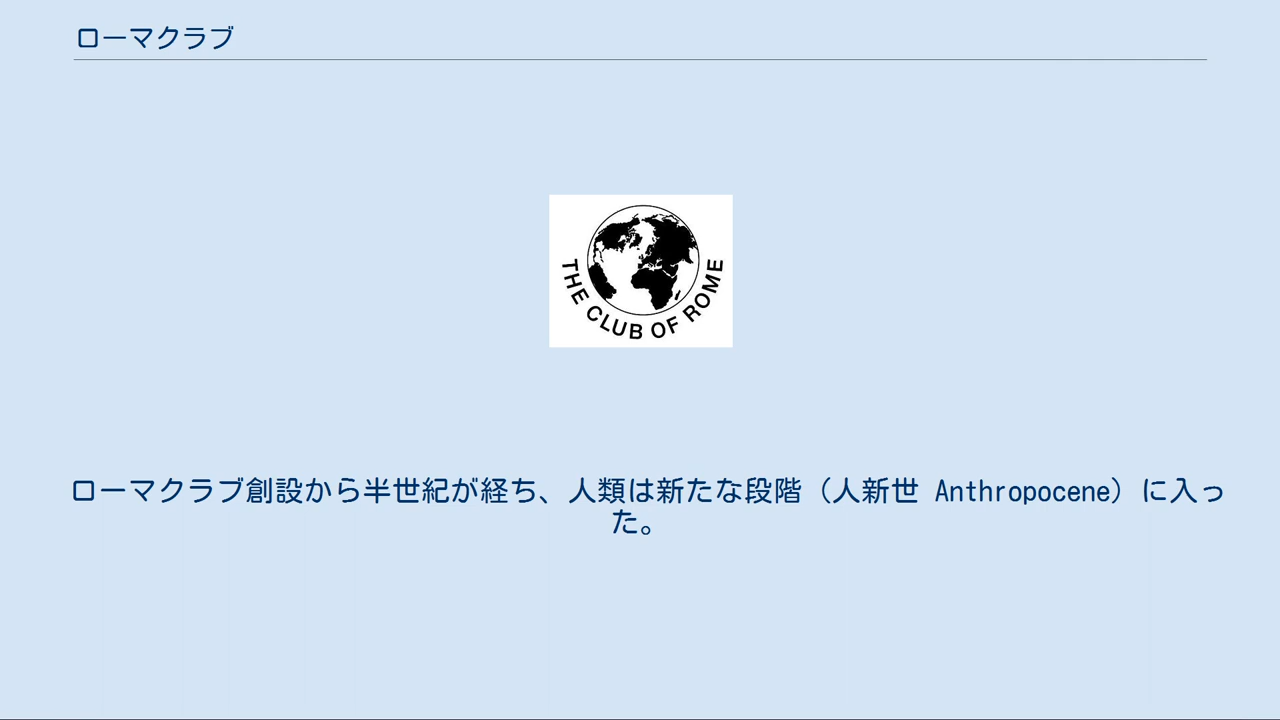 ローマクラブ
THE CLUB OF ROME
ローマクラブ創設から半世紀が経ち、人類は新たな段階（人新世 Anthropocene）に入っ
た。